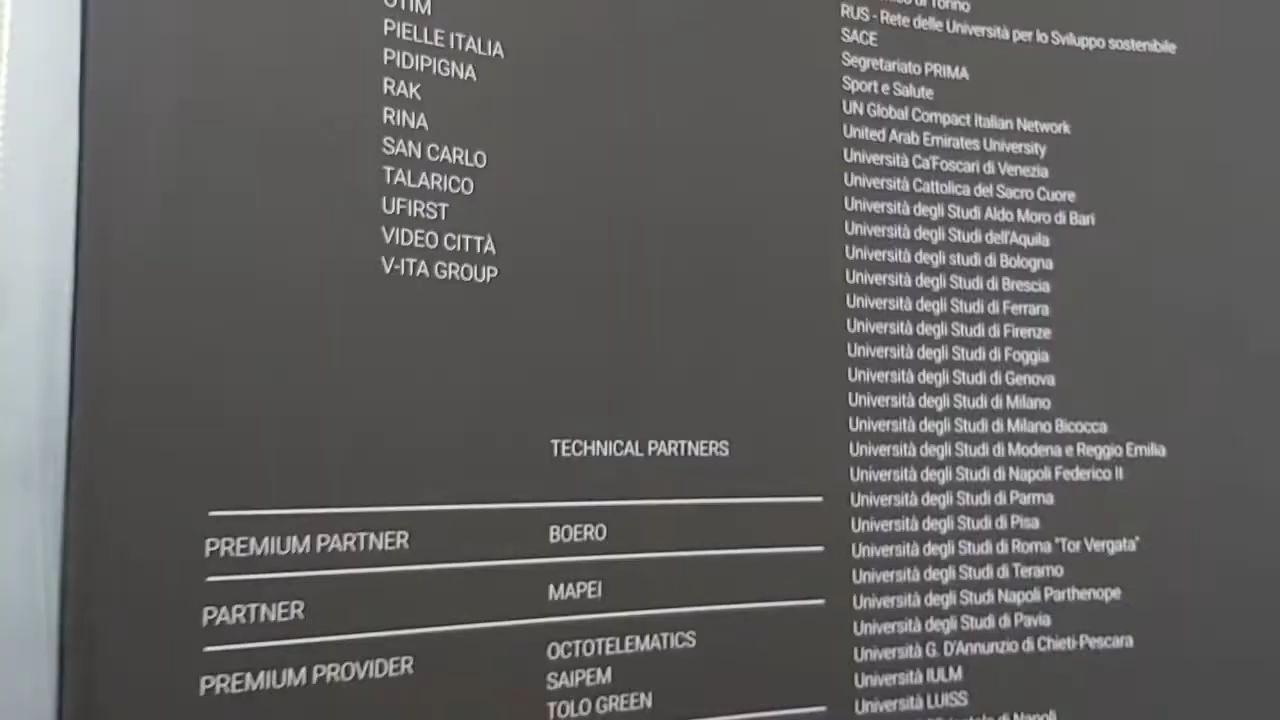 OTIM
PIELLE ITALIA
PIDIPIGNA
RAK
RINA
SAN CARLO
TALARICO
UFIRST
VIDEO CITTÀ
V-ITA GROUP
TECHNICAL PARTNERS
PREMIUM PARTNER
BOERO
PARTNER
MAPEI
PREMIUM PROVIDER
OCTOTELEMATICS
SAIPEM
TOLO GREEN
di Torino
RUS - Rete delle Università per lo Sviluppo sostenibile
SACE
Segretariato PRIMA
Sport e Salute
UN Global Compact Italian Network
United Arab Emirates University
Università Ca'Foscari di Venezia
Università Cattolica del Sacro Cuore
Università degli Studi Aldo Moro di Bari
Università degli Studi dell'Aquila
Università degli studi di Bologna
Università degli Studi di Brescia
Università degli Studi di Ferrara
Università degli Studi di Firenze
Università degli Studi di Foggia
Università degli Studi di Genova
Università degli Studi di Milano
Università degli Studi di Milano Bicocca
Università degli Studi di Modena e Reggio Emilia
Università degli Studi di Napoli Federico II
Università degli Studi di Parma
Università degli Studi di Pisa
Università degli Studi di Roma "Tor Vergata"
Università degli Studi di Teramo
Università degli Studi Napoli Parthenope
Università degli Studi di Pavia
Università G. D'Annunzio di Chieti-Pescara
Università IULM
Università LUISS
di Napoli